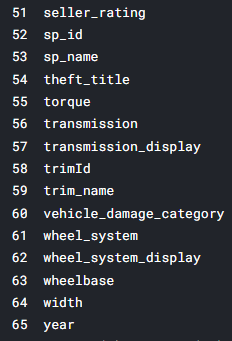 51 seller_rating
52 sp_id
53 sp_name
54 theft_title
55 torque
56 transmission
57 transmission_display
58 trimId
59 trim_name
60 vehicle_damage_category
61 wheel_system
62 wheel_system_display
63 wheelbase
64 width
65 year